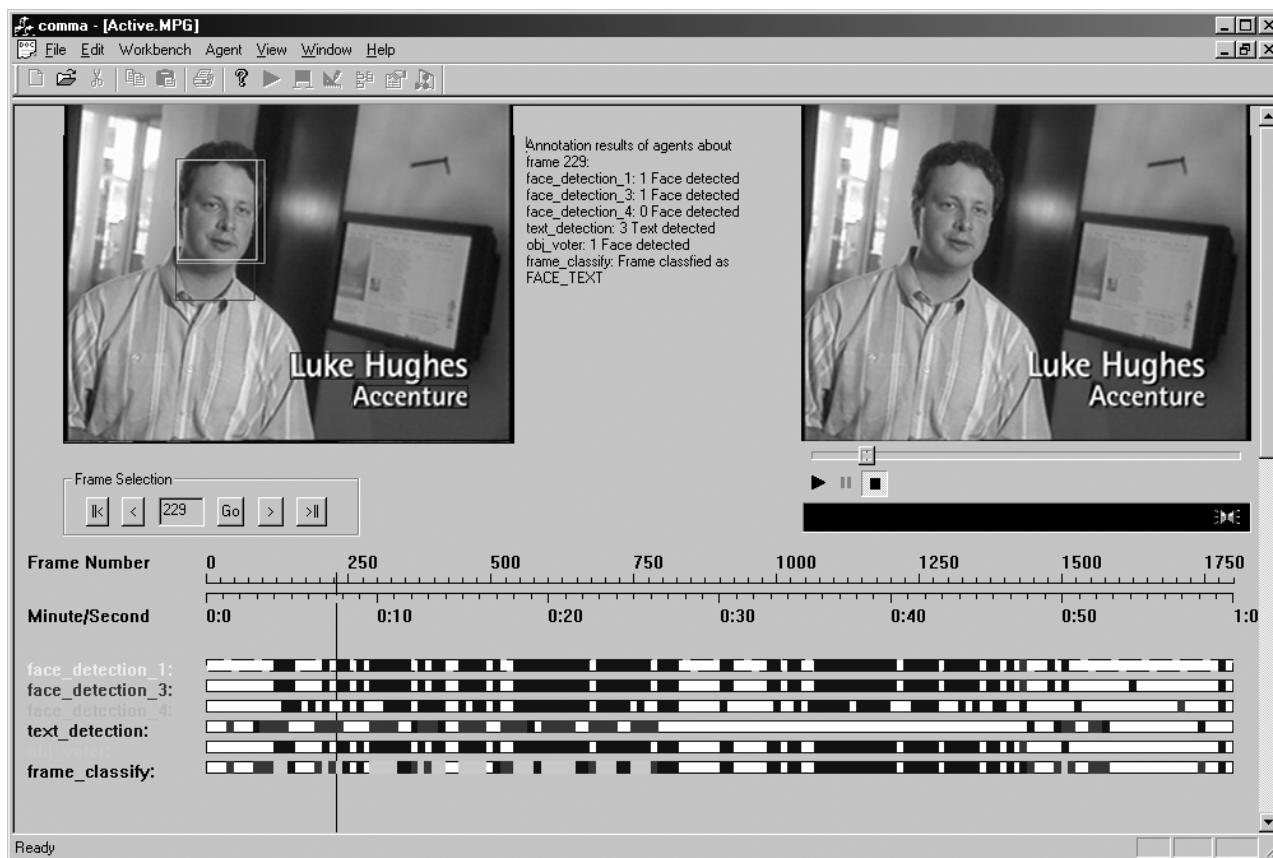 comma - [Active.MPG]
File Edit Workbench Agent View Window Help
Annotation results of agents about
frame 229:
face_detection_1: 1 Face detected
face_detection_3: 1 Face detected
face_detection_4: 0 Face detected
text_detection: 3 Text detected
obj_voter: 1 Face detected
frame_classify: Frame classfied as
FACE_TEXT
Luke Hughes
Accenture
Luke Hughes
Accenture
Frame Selection
229 Go
Frame Number 0 250 500 750 1000 1250 1500 1750
Minute/Second 0:0 0:10 0:20 0:30 0:40 0:50 1:0
face_detection_1:
face_detection_3:
face_detection_4:
text_detection:
obj_voter:
frame_classify:
Ready